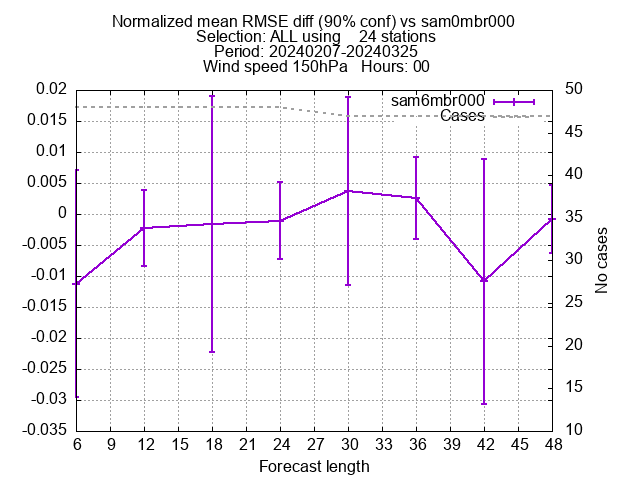 Normalized mean RMSE diff (90% conf) vs sam0mbr000
Selection: ALL using    24 stations
Period: 20240207-20240325
Wind speed 150hPa   Hours: 00
sam6mbr000
Cases
0.02
0.015
0.01
0.005
0
-0.005
-0.01
-0.015
-0.02
-0.025
-0.03
-0.035
50
45
40
35
30
25
20
15
10
No cases
6 9 12 15 18 21 24 27 30 33 36 39 42 45 48
Forecast length